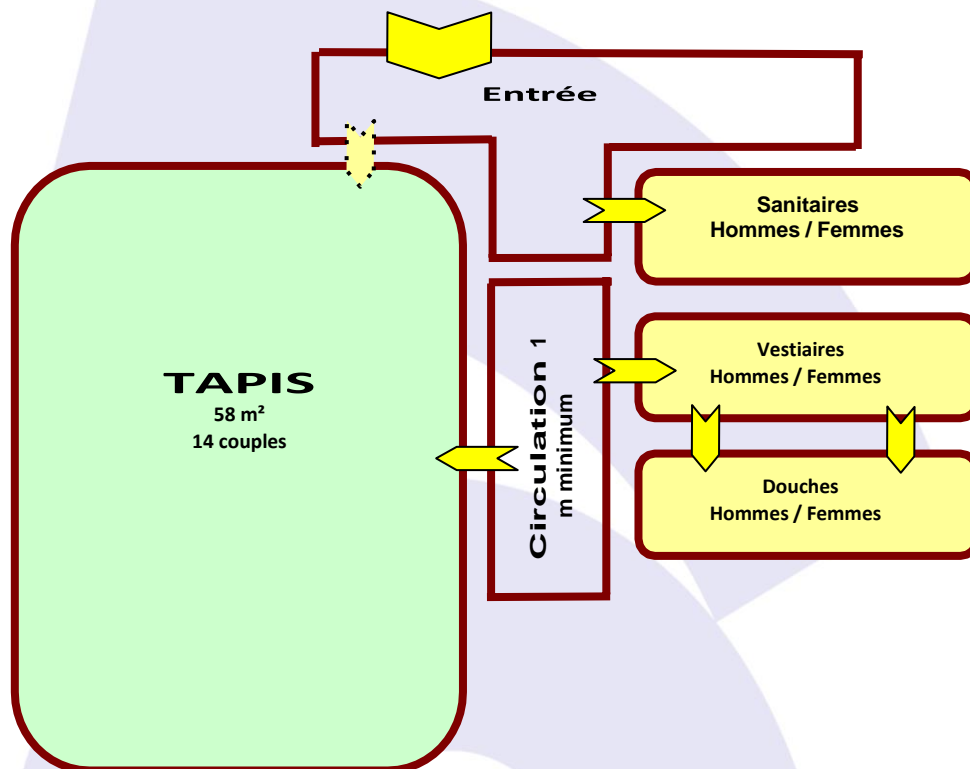 Entrée
Sanitaires
Hommes / Femmes
TAPIS
58 m²
14 couples
Circulation 1
m minimum
Vestiaires
Hommes / Femmes
Douches
Hommes / Femmes